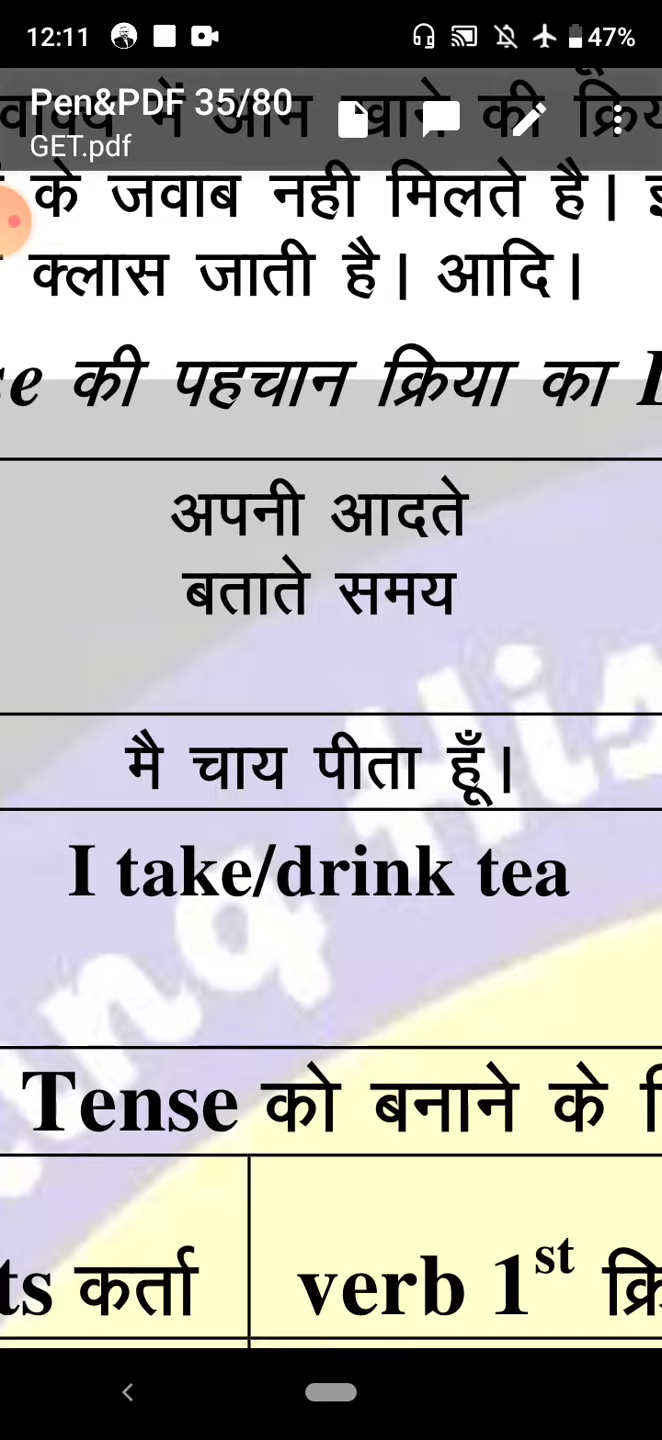 12:11 47%
Pen&PDF 35/80
GET.pdf
वाक्य में आम खाने की
के जवाब नही मिलते है।
क्लास जाती है। आदि।
की पहचान क्रिया का
अपनी आदते
बताते समय
मै चाय पीता हूँ।
I take/drink tea
Tense को बनाने के
कर्ता verb 1st